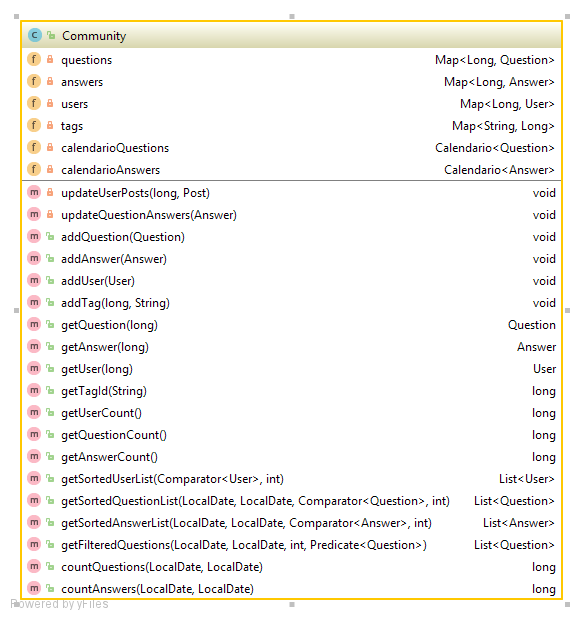 C Community
f questions Map<Long, Question>
f answers Map<Long, Answer>
f users Map<Long, User>
f tags Map<String, Long>
f calendarioQuestions Calendario<Question>
f calendarioAnswers Calendario<Answer>
m updateUserPosts(long, Post) void
m updateQuestionAnswers(Answer) void
m addQuestion(Question) void
m addAnswer(Answer) void
m addUser(User) void
m addTag(long, String) void
m getQuestion(long) Question
m getAnswer(long) Answer
m getUser(long) User
m getTagId(String) long
m getUserCount() long
m getQuestionCount() long
m getAnswerCount() long
m getSortedUserList(Comparator<User>, int) List<User>
m getSortedQuestionList(LocalDate, LocalDate, Comparator<Question>, int) List<Question>
m getSortedAnswerList(LocalDate, LocalDate, Comparator<Answer>, int) List<Answer>
m getFilteredQuestions(LocalDate, LocalDate, int, Predicate<Question>) List<Question>
m countQuestions(LocalDate, LocalDate) long
m countAnswers(LocalDate, LocalDate) long
Powered by yFiles